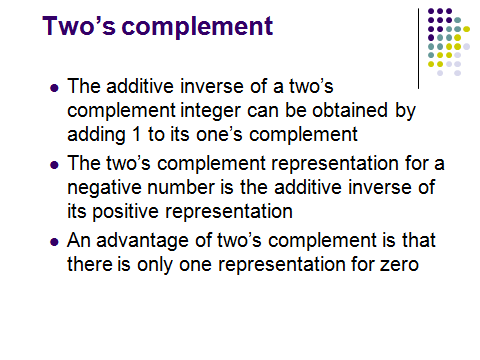 Two's complement
● The additive inverse of a two's
complement integer can be obtained by
adding 1 to its one's complement
● The two's complement representation for a
negative number is the additive inverse of
its positive representation
● An advantage of two's complement is that
there is only one representation for zero